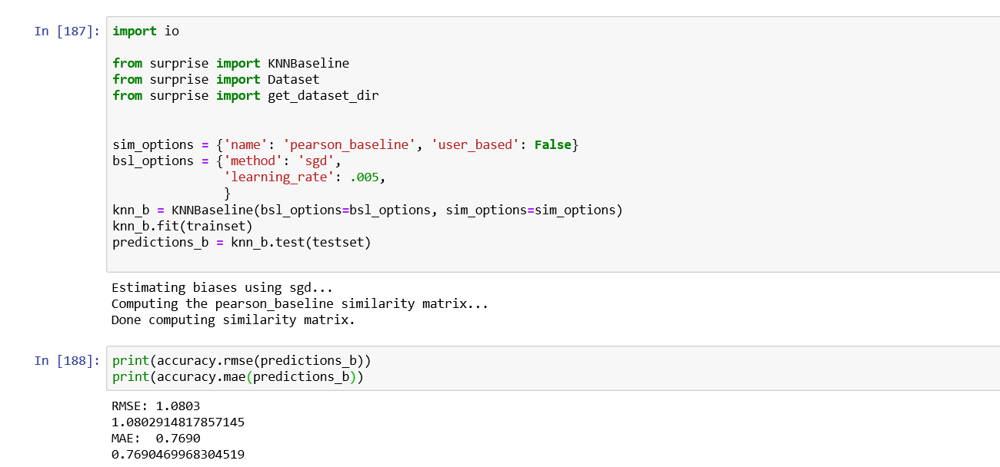 In [187]: import io
from surprise import KNNBaseline
from surprise import Dataset
from surprise import get_dataset_dir
sim_options = {'name': 'pearson_baseline', 'user_based': False}
bsl_options = {'method': 'sgd',
               'learning_rate': .005,
               }
knn_b = KNNBaseline(bsl_options=bsl_options, sim_options=sim_options)
knn_b.fit(trainset)
predictions_b = knn_b.test(testset)
Estimating biases using sgd...
Computing the pearson_baseline similarity matrix...
Done computing similarity matrix.
In [188]: print(accuracy.rmse(predictions_b))
print(accuracy.mae(predictions_b))
RMSE: 1.0803
1.0802914817857145
MAE:  0.7690
0.7690469968304519